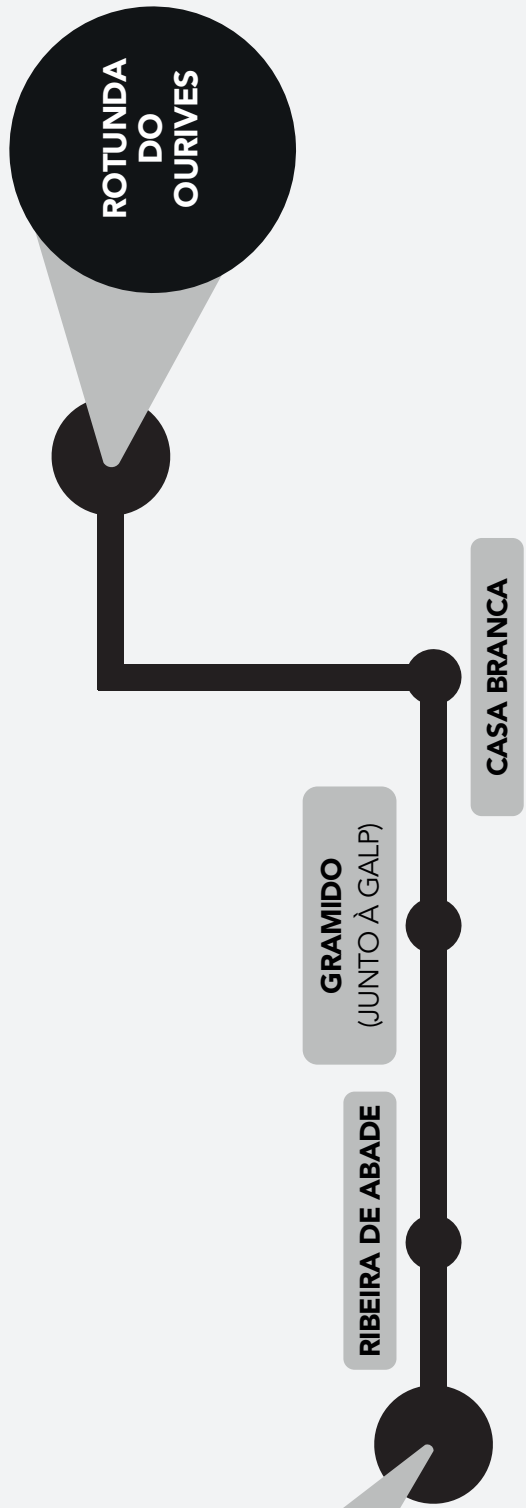 ROTUNDA
DO
OURIVES
CASA BRANCA
GRAMIDO
(JUNTO À GALP)
RIBEIRA DE ABADE